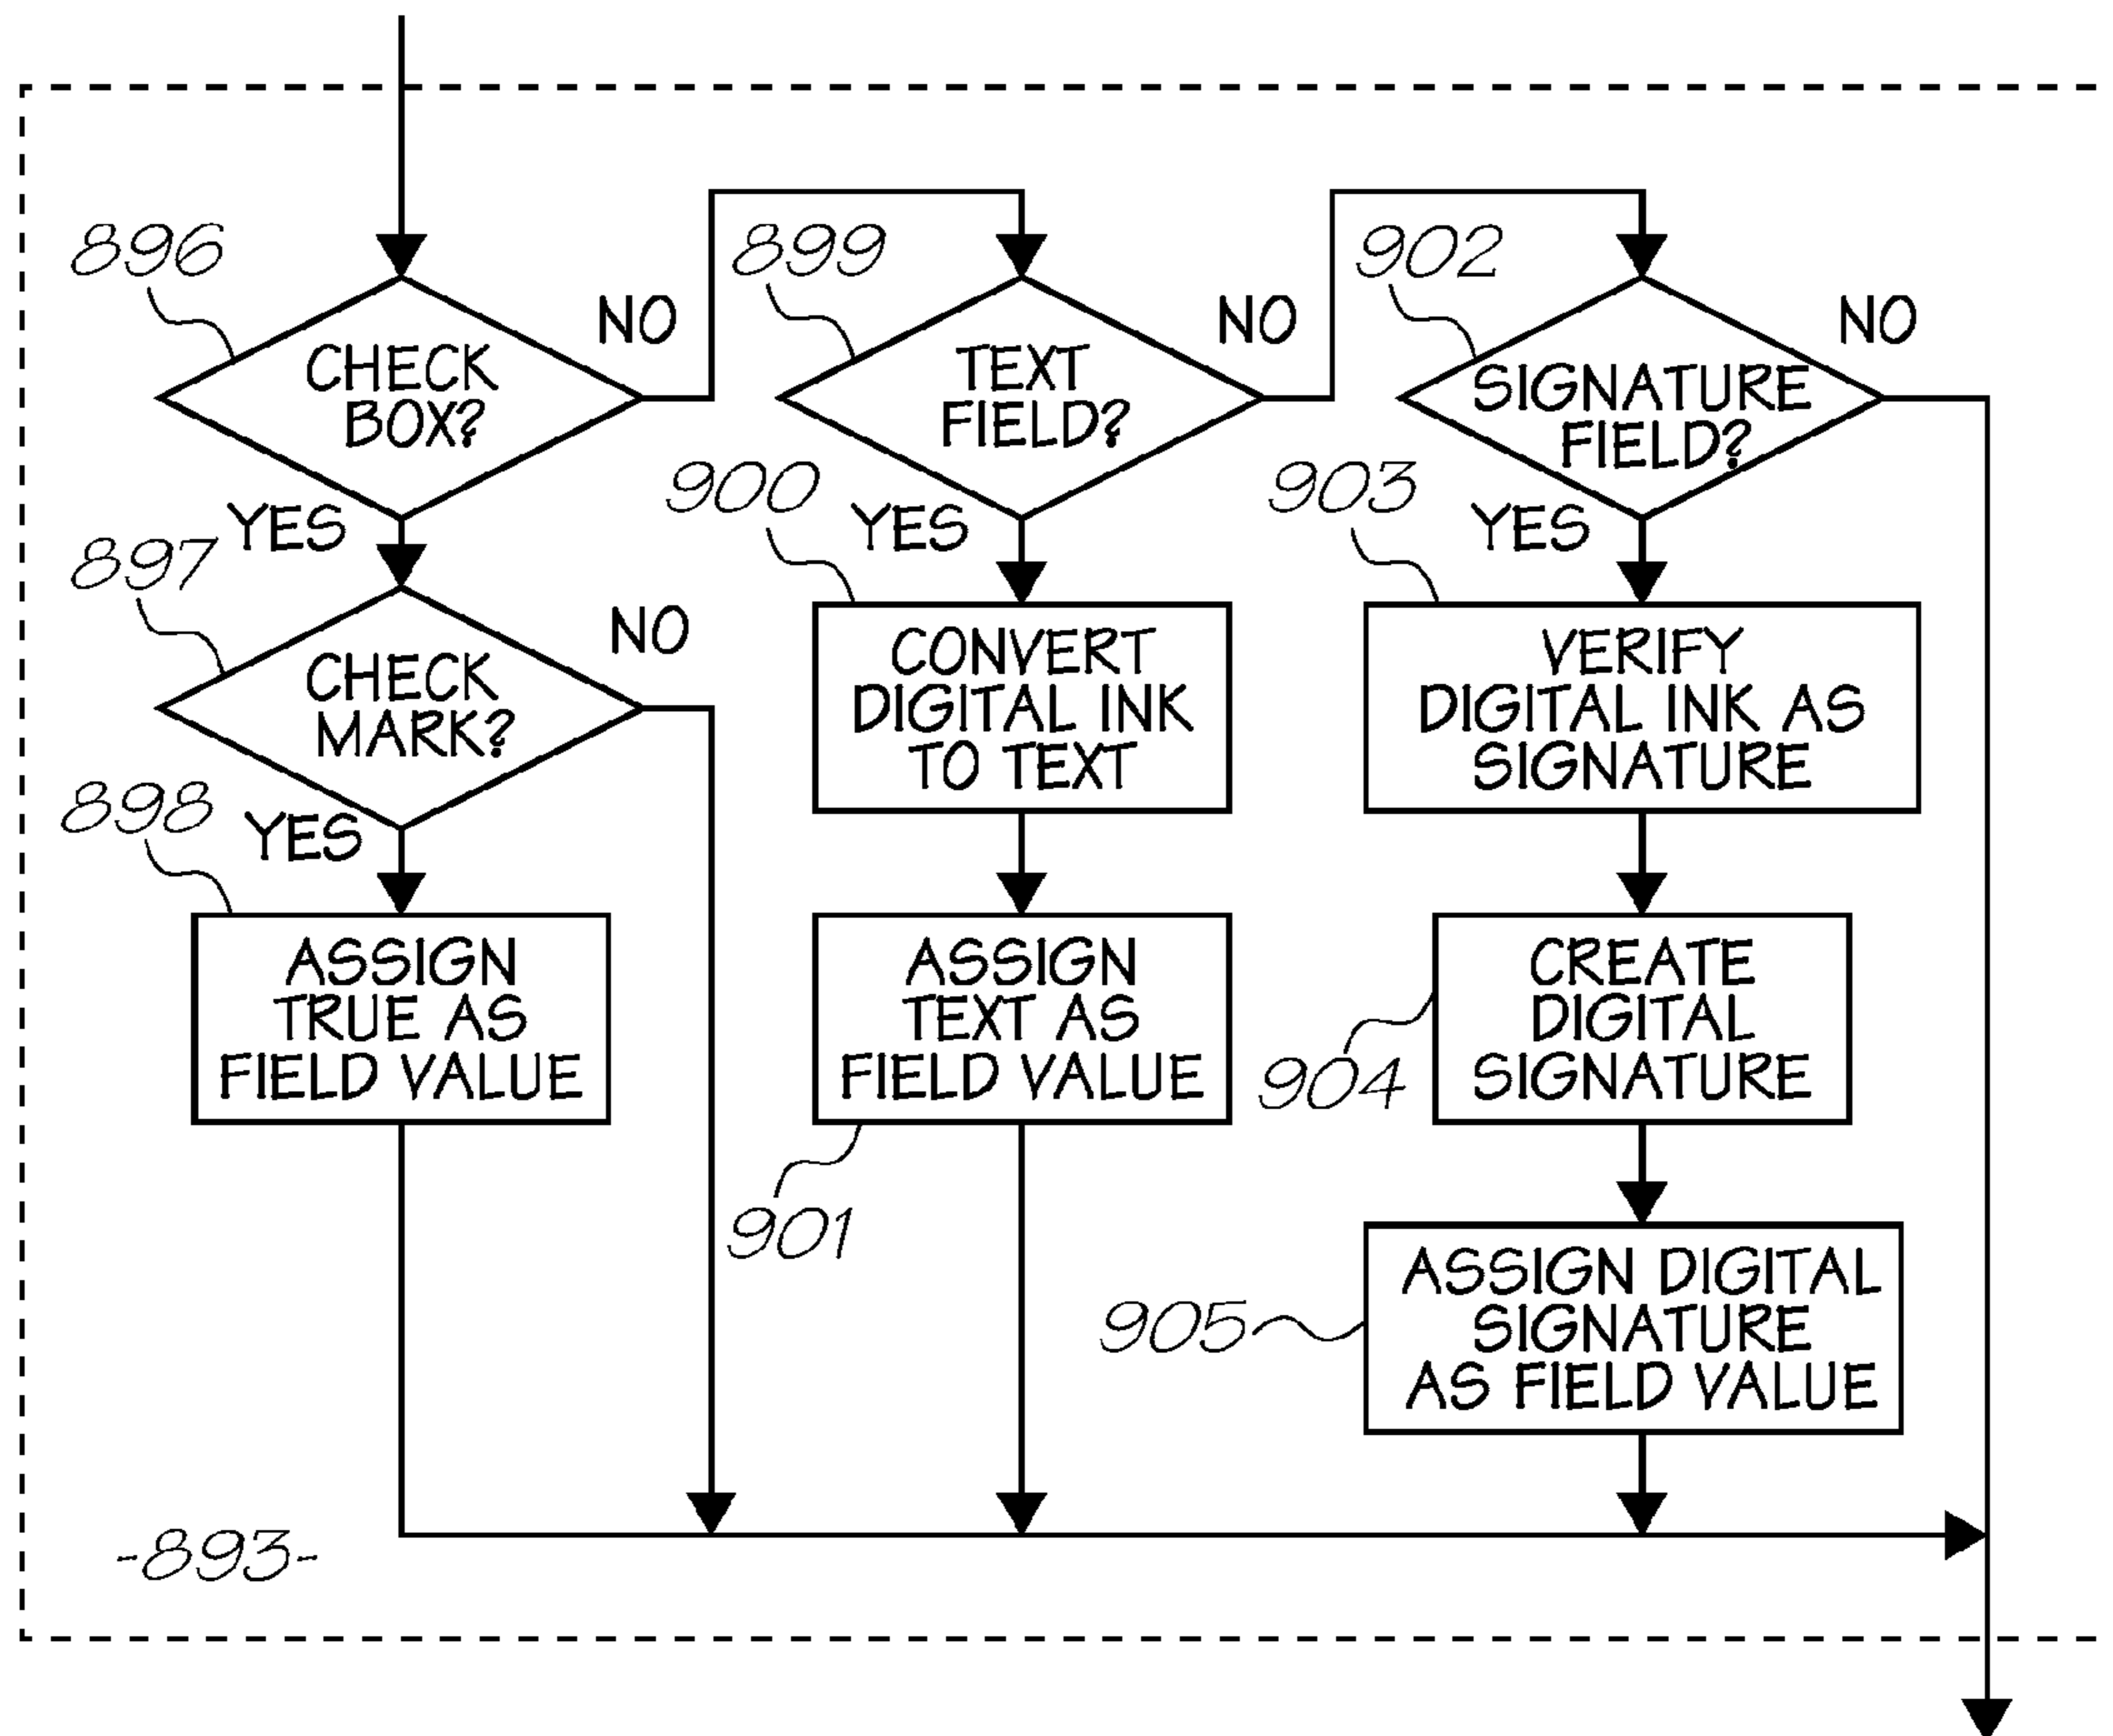 896
CHECK
BOX?
NO
YES
897
CHECK
MARK?
NO
YES
898
ASSIGN
TRUE AS
FIELD VALUE
899
TEXT
FIELD?
NO
YES
900
CONVERT
DIGITAL INK
TO TEXT
ASSIGN
TEXT AS
FIELD VALUE
901
902
SIGNATURE
FIELD?
NO
YES
903
VERIFY
DIGITAL INK AS
SIGNATURE
CREATE
DIGITAL
SIGNATURE
904
ASSIGN DIGITAL
SIGNATURE
AS FIELD VALUE
905
-893-